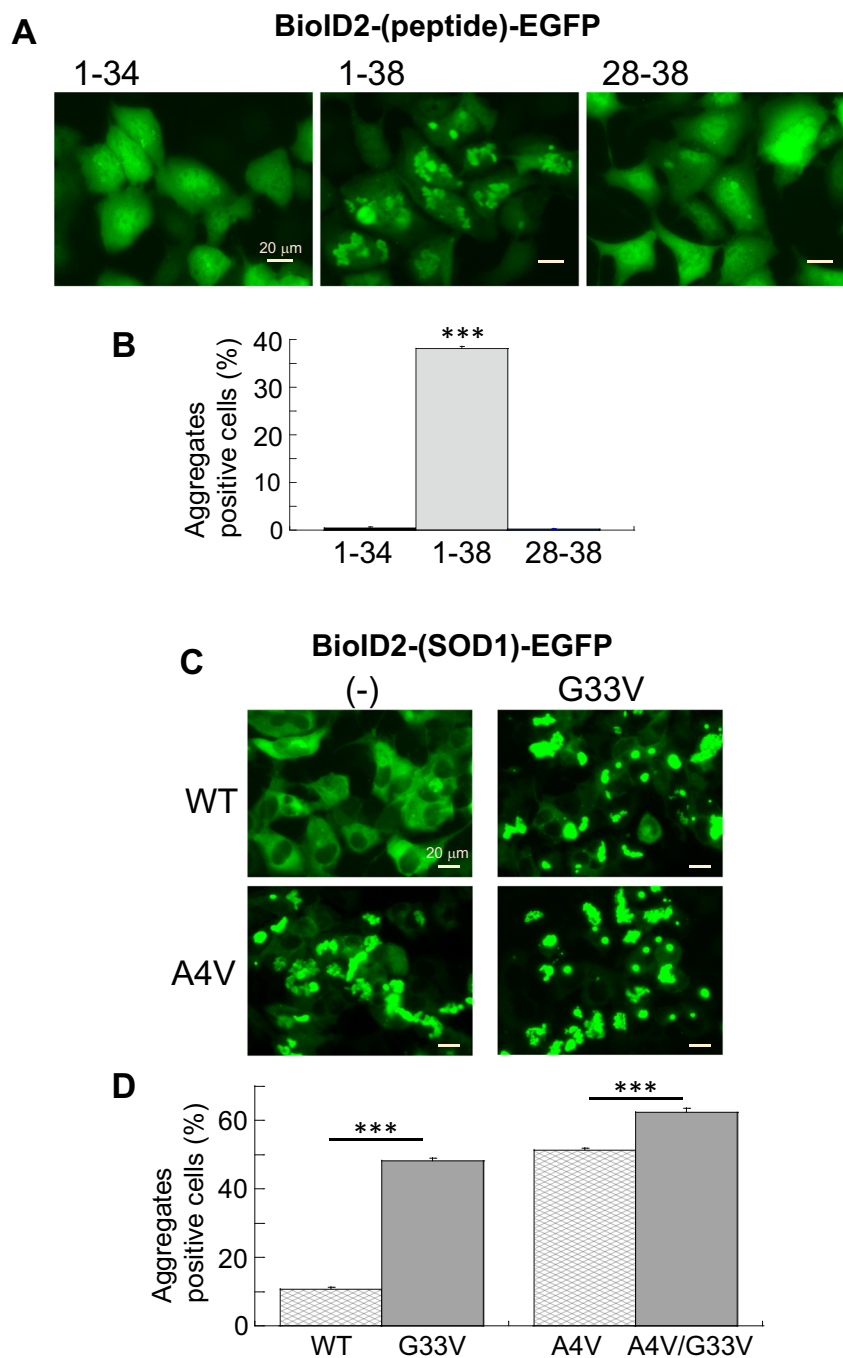 A
BioID2-(peptide)-EGFP
1-34 1-38 28-38
20 μm
B
***
Aggregates
positive cells (%)
40
30
20
10
0
1-34 1-38 28-38
C
BioID2-(SOD1)-EGFP
(-) G33V
WT
20 μm
A4V
D
***
***
Aggregates
positive cells (%)
60
40
20
0
WT G33V A4V A4V/G33V